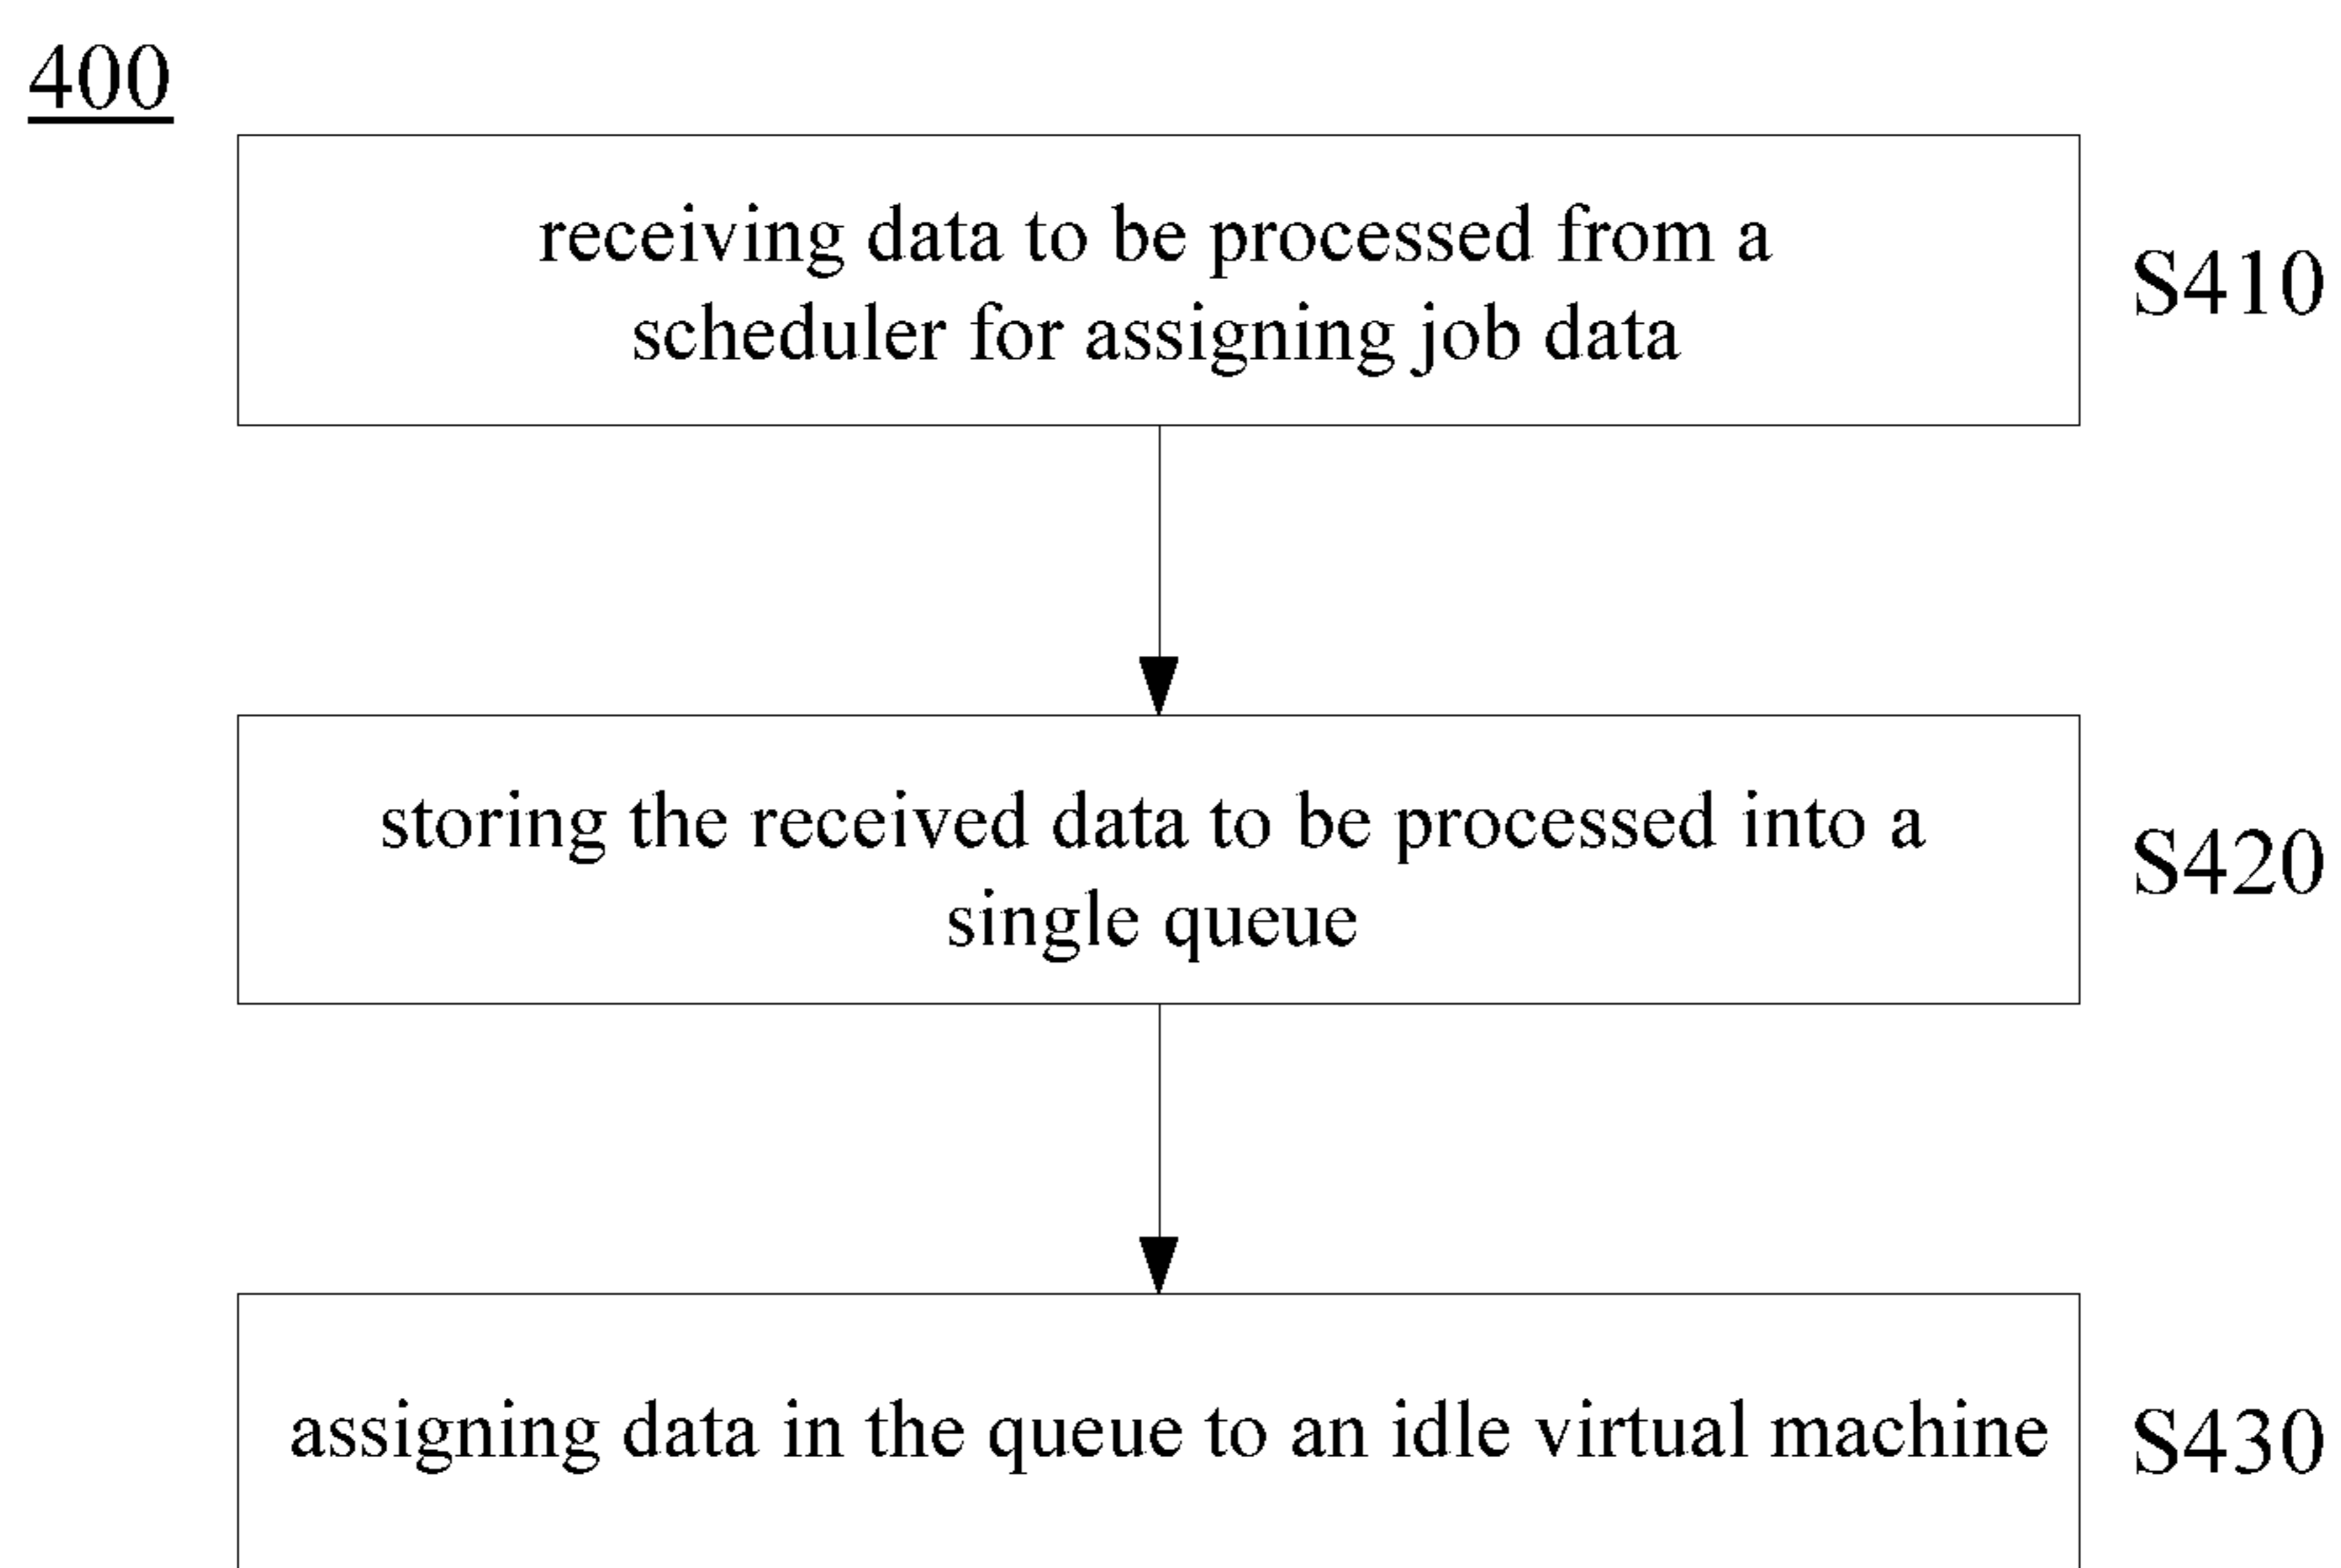 400
receiving data to be processed from a
scheduler for assigning job data
S410
storing the received data to be processed into a
single queue
S420
assigning data in the queue to an idle virtual machine
S430